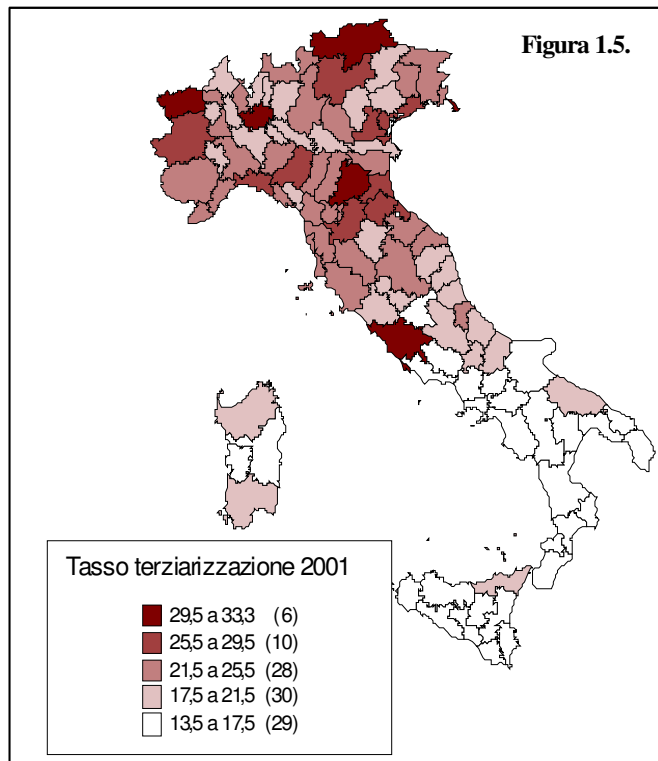 Figura 1.5.
Tasso terziarizzazione 2001
29,5 a 33,3 (6)
25,5 a 29,5 (10)
21,5 a 25,5 (28)
17,5 a 21,5 (30)
13,5 a 17,5 (29)